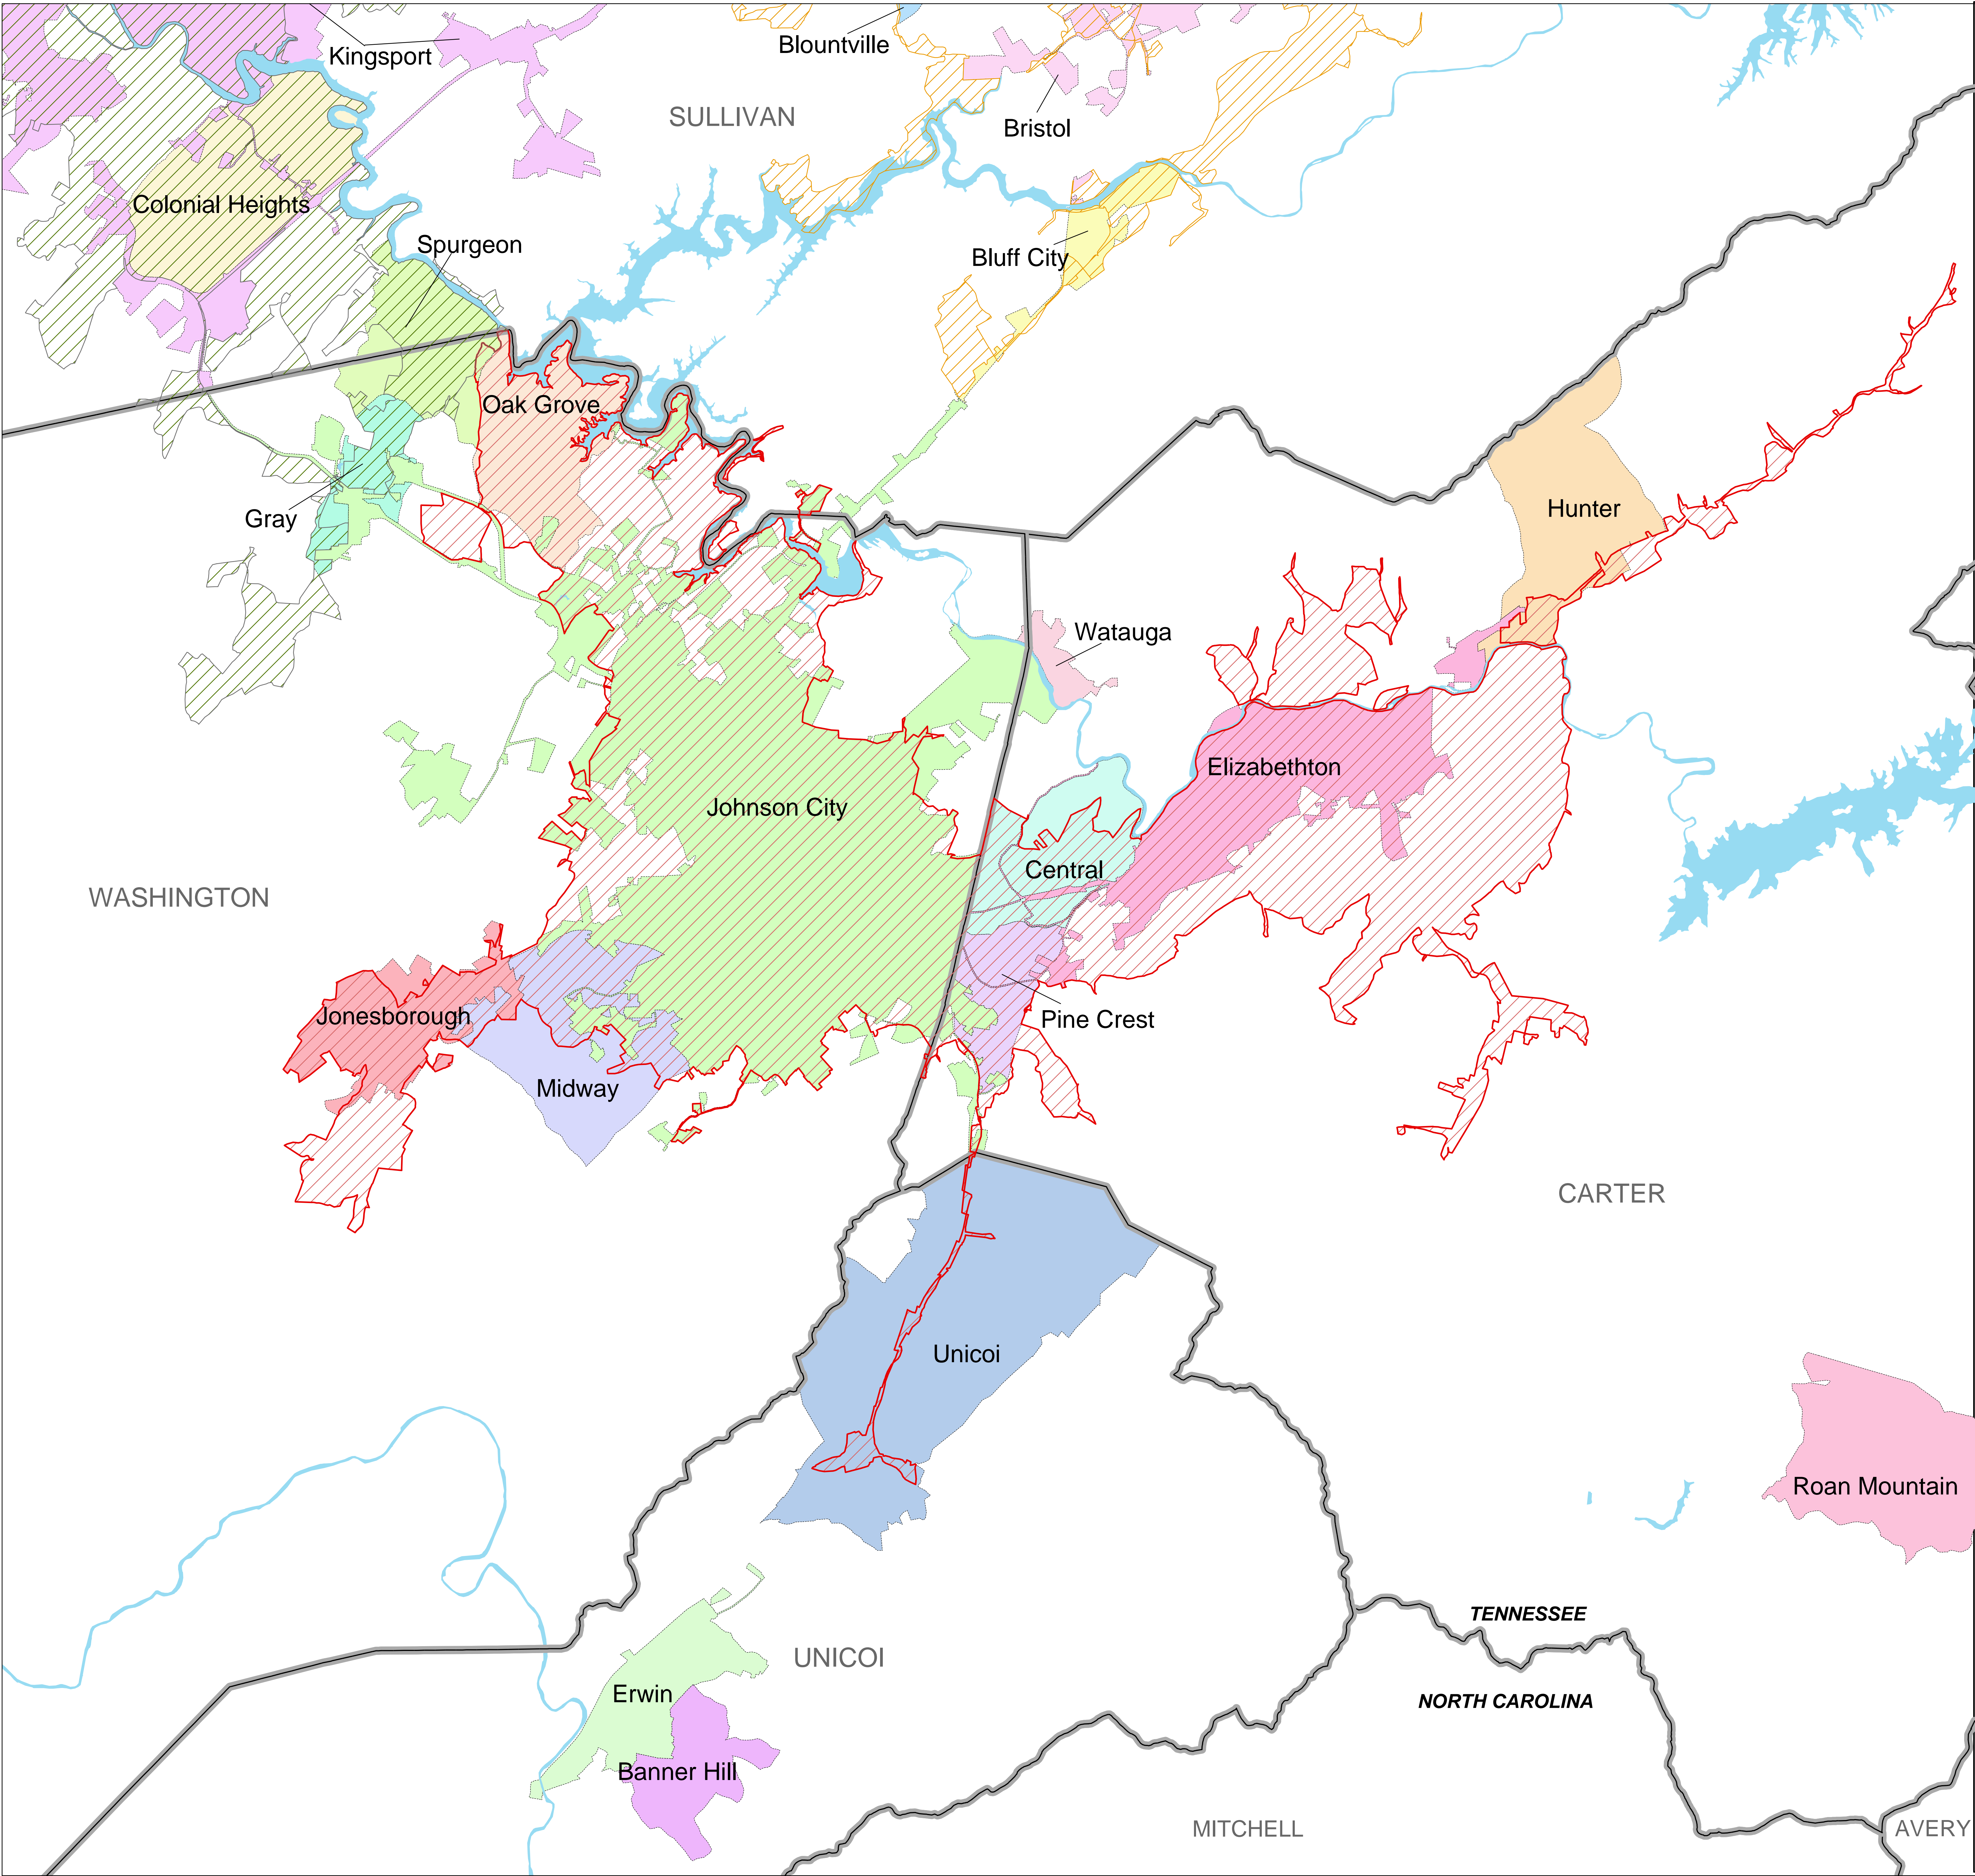 Kingsport
Blountville
SULLIVAN
Bristol
Colonial Heights
Spurgeon
Bluff City
Oak Grove
Gray
Hunter
Watauga
Elizabethton
Johnson City
Central
WASHINGTON
Jonesborough
Pine Crest
Midway
CARTER
Unicoi
Roan Mountain
TENNESSEE
UNICOI
Erwin
NORTH CAROLINA
Banner Hill
MITCHELL
AVERY